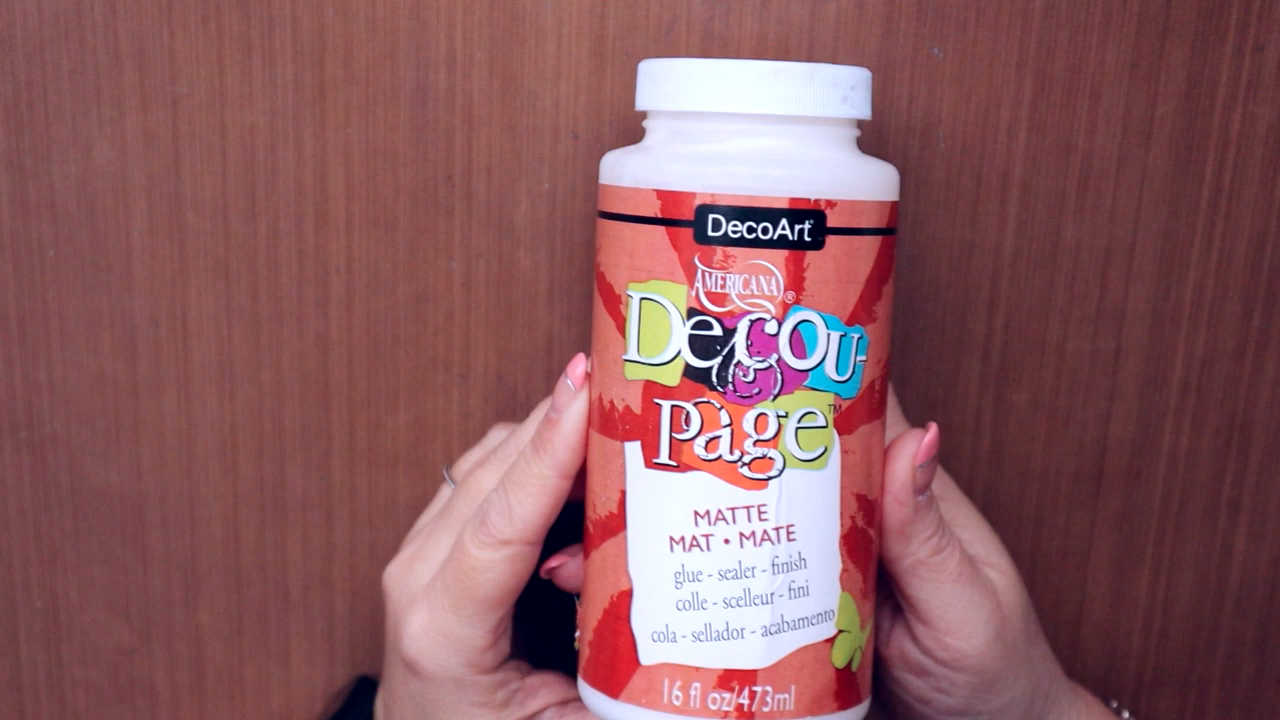 DecoArt®
AMERICANA®
Decou-
page™
MATTE
MAT • MATE
glue - sealer - finish
colle - scelleur - fini
cola - sellador - acabamento
16 fl oz/473ml